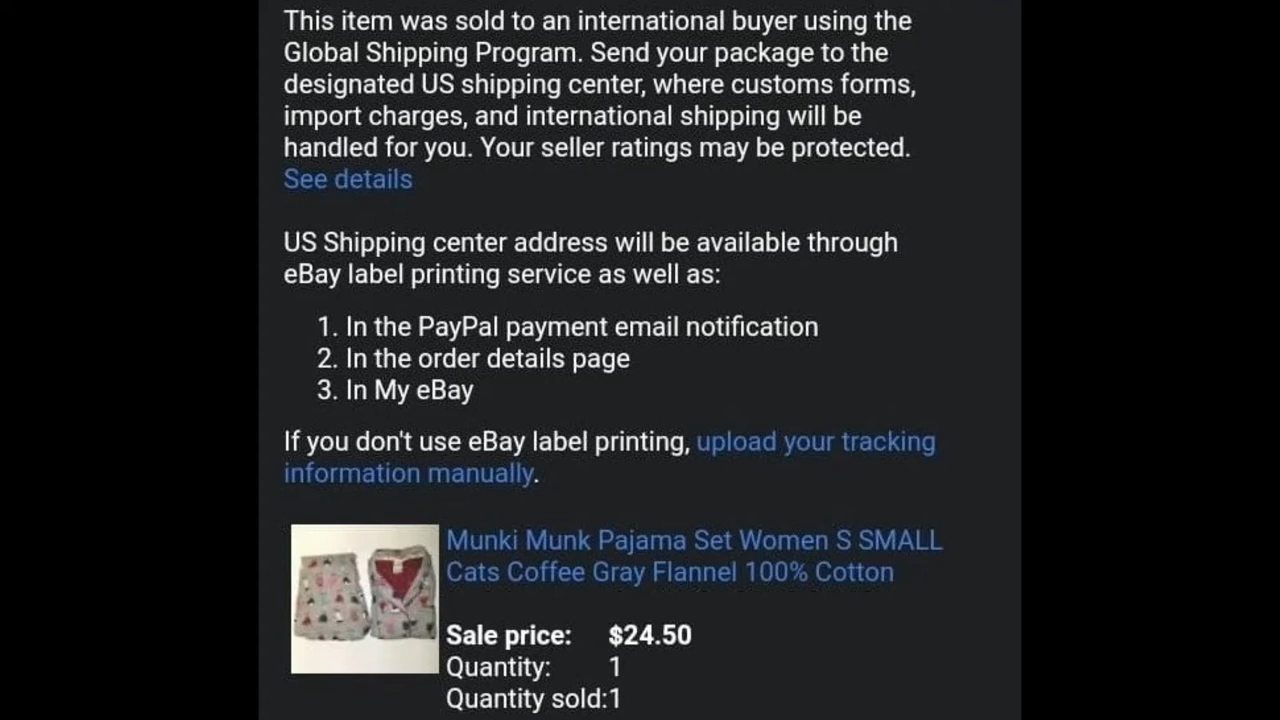 This item was sold to an international buyer using the
Global Shipping Program. Send your package to the
designated US shipping center, where customs forms,
import charges, and international shipping will be
handled for you. Your seller ratings may be protected.
See details
US Shipping center address will be available through
eBay label printing service as well as:
1. In the PayPal payment email notification
2. In the order details page
3. In My eBay
If you don't use eBay label printing, upload your tracking
information manually.
Munki Munk Pajama Set Women S SMALL
Cats Coffee Gray Flannel 100% Cotton
Sale price: $24.50
Quantity: 1
Quantity sold:1